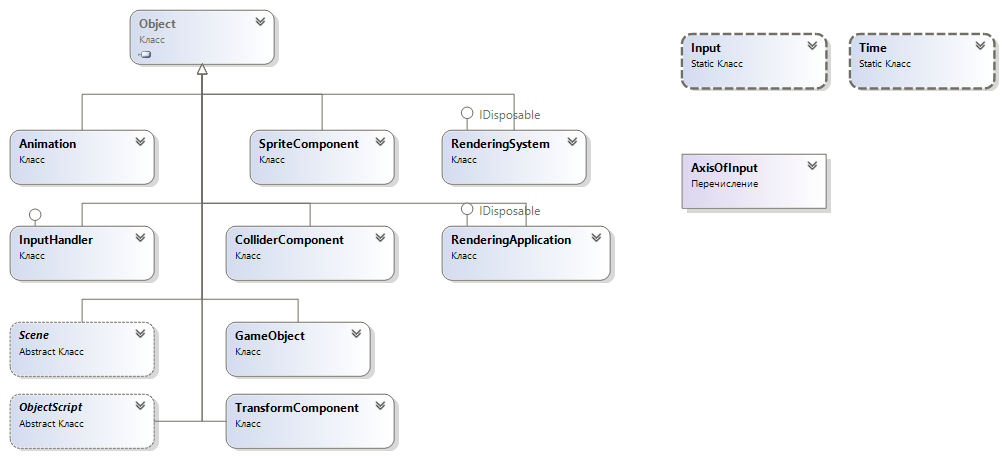 Object
Класс
Input
Static Класс
Time
Static Класс
IDisposable
Animation
Класс
SpriteComponent
Класс
RenderingSystem
Класс
AxisOfInput
Перечисление
IDisposable
InputHandler
Класс
ColliderComponent
Класс
RenderingApplication
Класс
Scene
Abstract Класс
GameObject
Класс
ObjectScript
Abstract Класс
TransformComponent
Класс